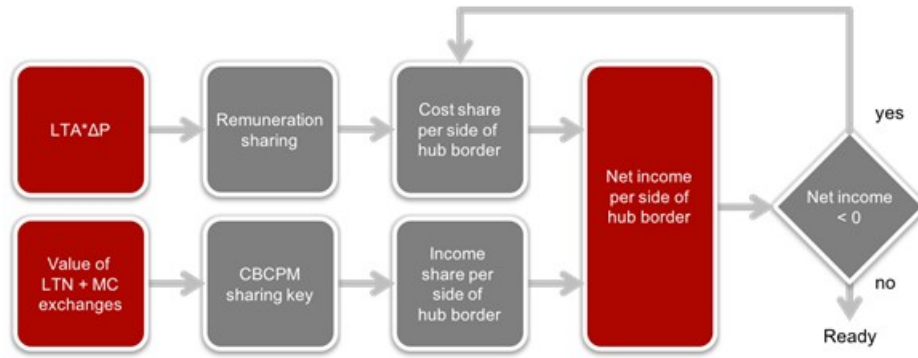 LTA*ΔP
Remuneration
sharing
Cost share
per side of
hub border
Net income
per side of
hub border
yes
Net income
< 0
no
Ready
Value of
LTN + MC
exchanges
CBCPM
sharing key
Income
share per
side of
hub border